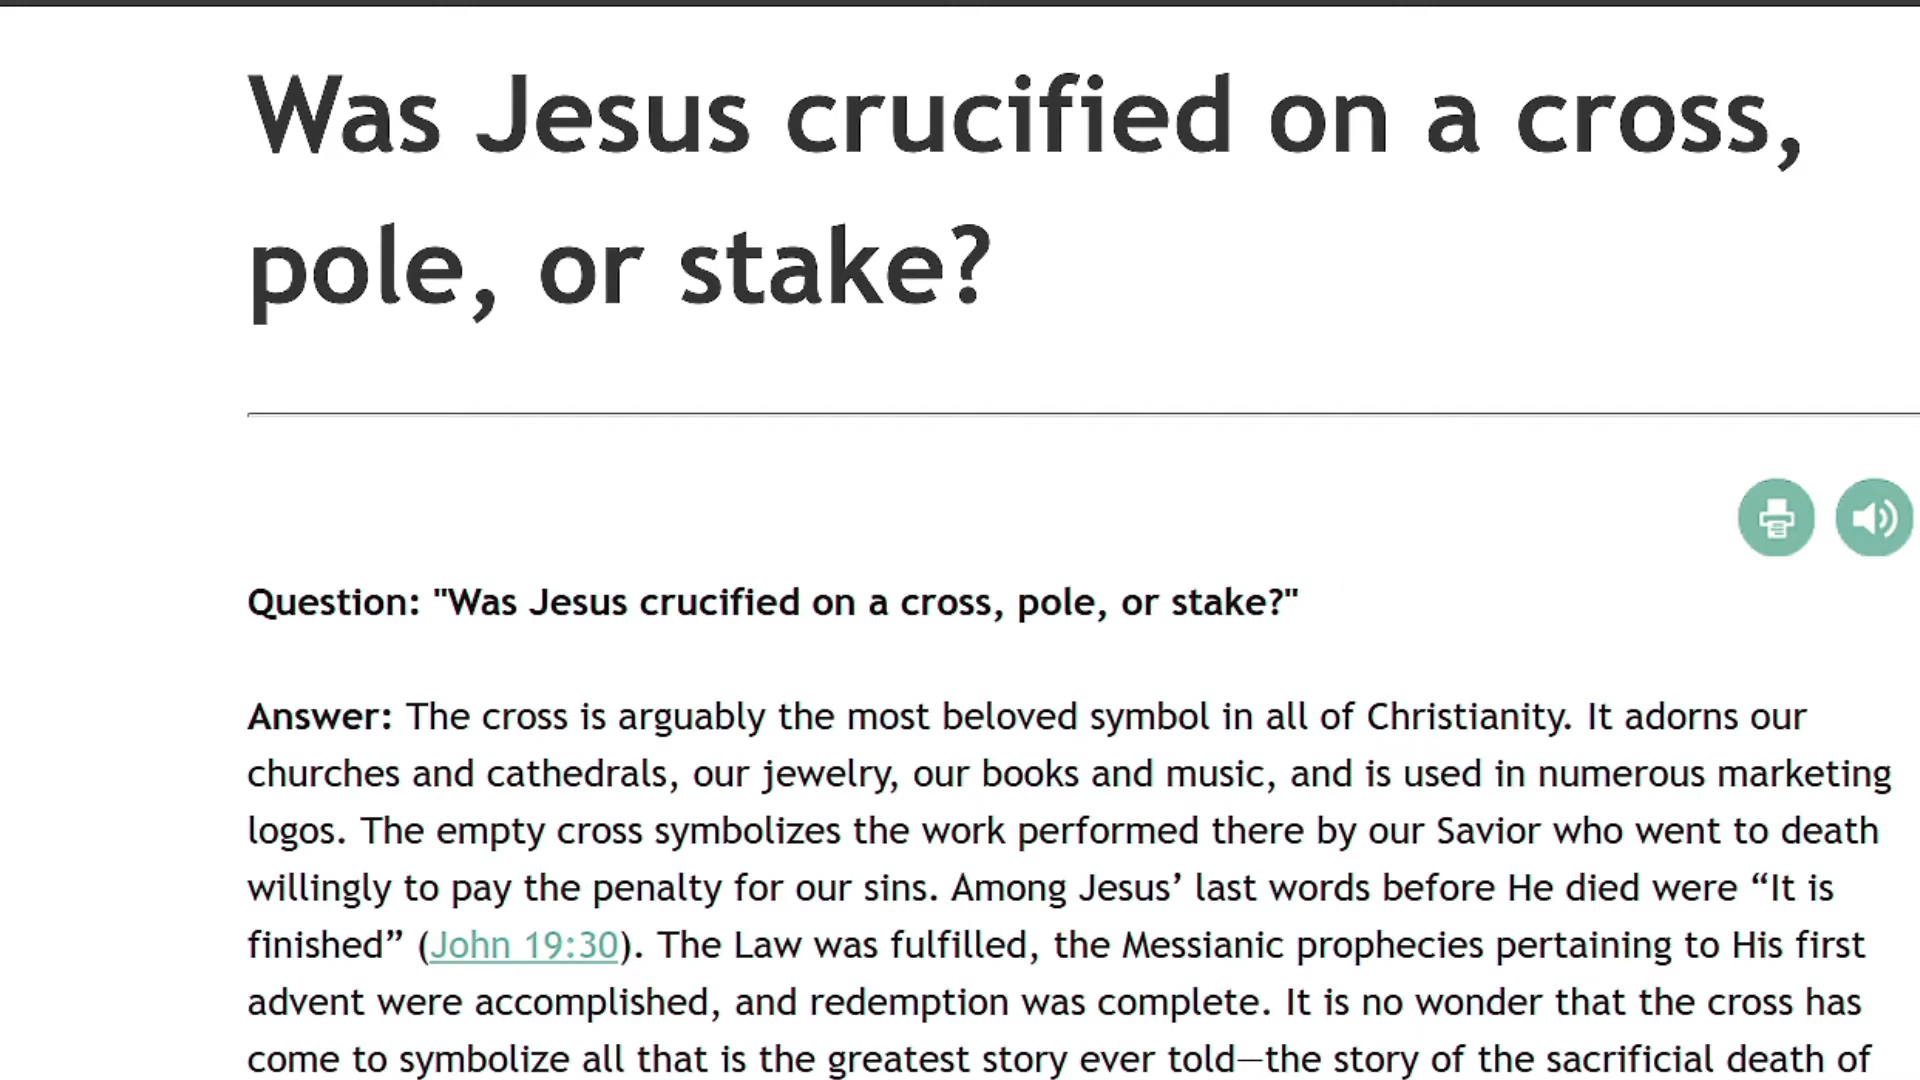 Was Jesus crucified on a cross,
pole, or stake?
Question: "Was Jesus crucified on a cross, pole, or stake?"
Answer: The cross is arguably the most beloved symbol in all of Christianity. It adorns our
churches and cathedrals, our jewelry, our books and music, and is used in numerous marketing
logos. The empty cross symbolizes the work performed there by our Savior who went to death
willingly to pay the penalty for our sins. Among Jesus’ last words before He died were “It is
finished” (John 19:30). The Law was fulfilled, the Messianic prophecies pertaining to His first
advent were accomplished, and redemption was complete. It is no wonder that the cross has
come to symbolize all that is the greatest story ever told—the story of the sacrificial death of